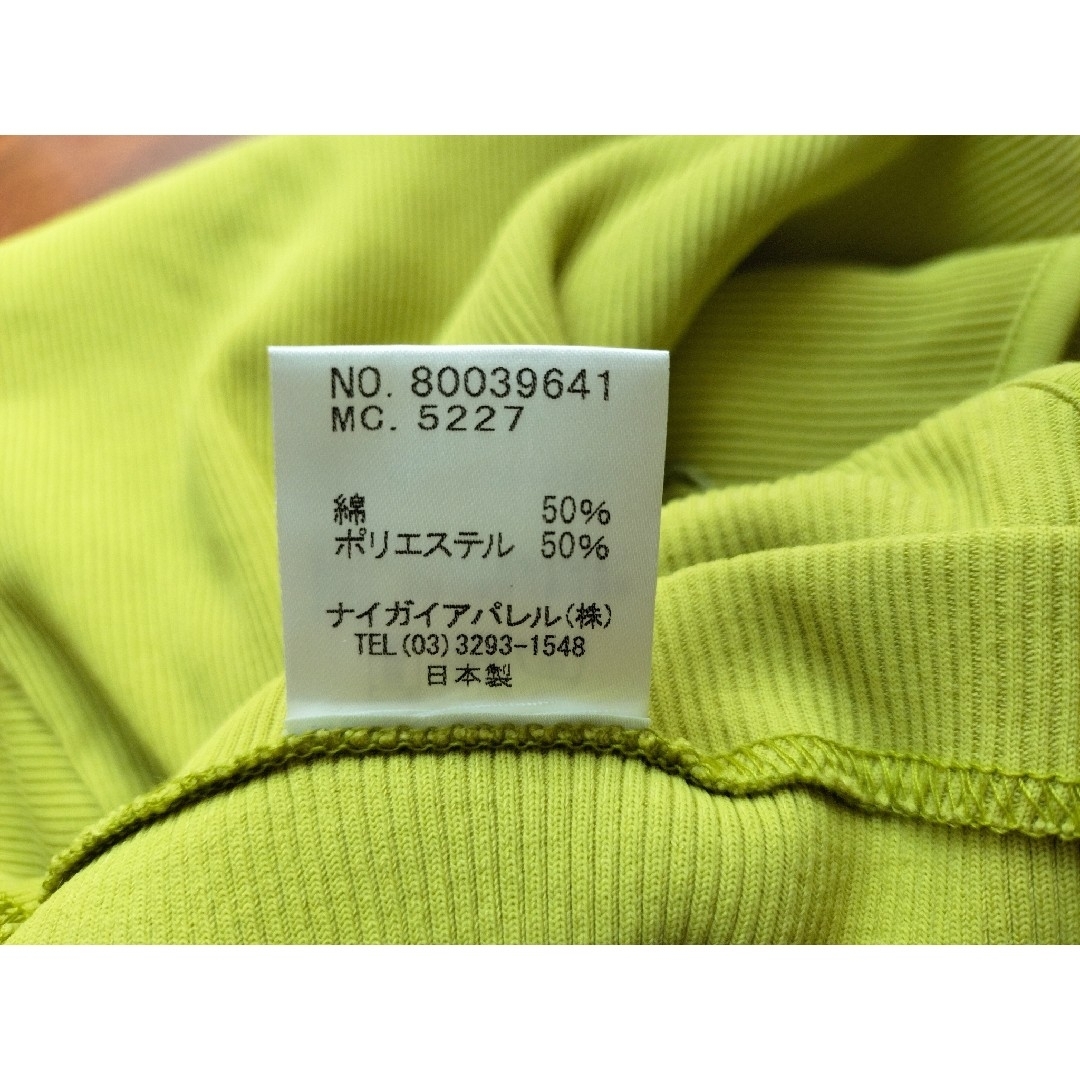 NO. 80039641
MC. 5227
綿 50%
ポリエステル 50%
ナイガイアパレル(株)
TEL(03)3293-1548
日本製